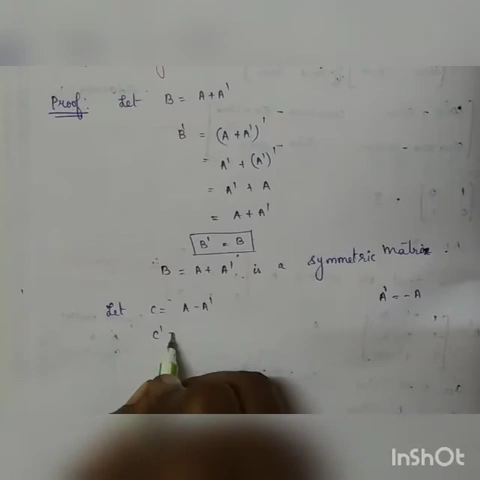 Proof: Let B = A + A'
B' = (A + A')'
= A' + (A')'
= A' + A
= A + A'
B' = B
∴ B = A + A' is a symmetric matrix.
Let C = A - A'
A' = -A
C' =
InShOt